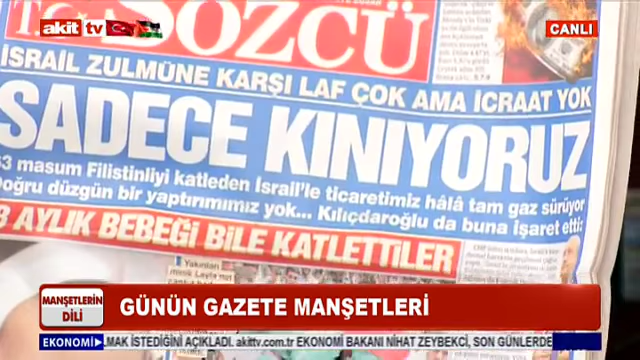 akit tv
CANLI
SÖZCÜ
İSRAİL ZULMÜNE KARŞI LAF ÇOK AMA İCRAAT YOK
SADECE KINIYORUZ
63 masum Filistinliyi katleden İsrail'le ticaretimiz hâlâ tam gaz sürüyor
Doğru düzgün bir yaptırımımız yok... Kılıçdaroğlu da buna işaret etti:
8 AYLIK BEBEĞİ BİLE KATLETTİLER
MANŞETLERİN
DİLİ
GÜNÜN GAZETE MANŞETLERİ
EKONOMİ
MAK İSTEDİĞİNİ AÇIKLADI. akittv.com.tr EKONOMİ BAKANI NİHAT ZEYBEKCİ, SON GÜNLERDE